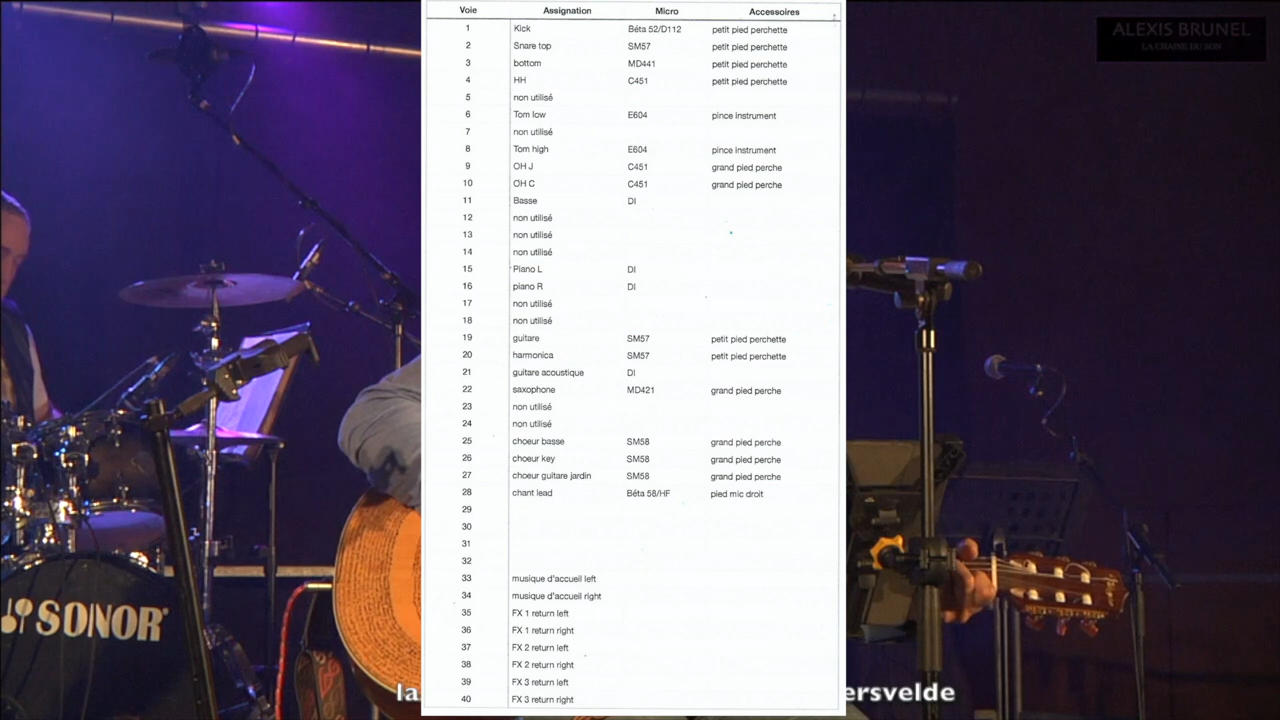 Voie Assignation Micro Accessoires
1 Kick Béta 52/D112 petit pied perchette
2 Snare top SM57 petit pied perchette
3 bottom MD441 petit pied perchette
4 HH C451 petit pied perchette
5 non utilisé
6 Tom low E604 pince instrument
7 non utilisé
8 Tom high E604 pince instrument
9 OH J C451 grand pied perche
10 OH C C451 grand pied perche
11 Basse DI
12 non utilisé
13 non utilisé
14 non utilisé
15 Piano L DI
16 piano R DI
17 non utilisé
18 non utilisé
19 guitare SM57 petit pied perchette
20 harmonica SM57 petit pied perchette
21 guitare acoustique DI
22 saxophone MD421 grand pied perche
23 non utilisé
24 non utilisé
25 choeur basse SM58 grand pied perche
26 choeur key SM58 grand pied perche
27 choeur guitare jardin SM58 grand pied perche
28 chant lead Béta 58/HF pied mic droit
29
30
31
32
33 musique d'accueil left
34 musique d'accueil right
35 FX 1 return left
36 FX 1 return right
37 FX 2 return left
38 FX 2 return right
39 FX 3 return left
40 FX 3 return right
ALEXIS BRUNEL
LA CHAINE DU SON
SONOR
la
ersvelde